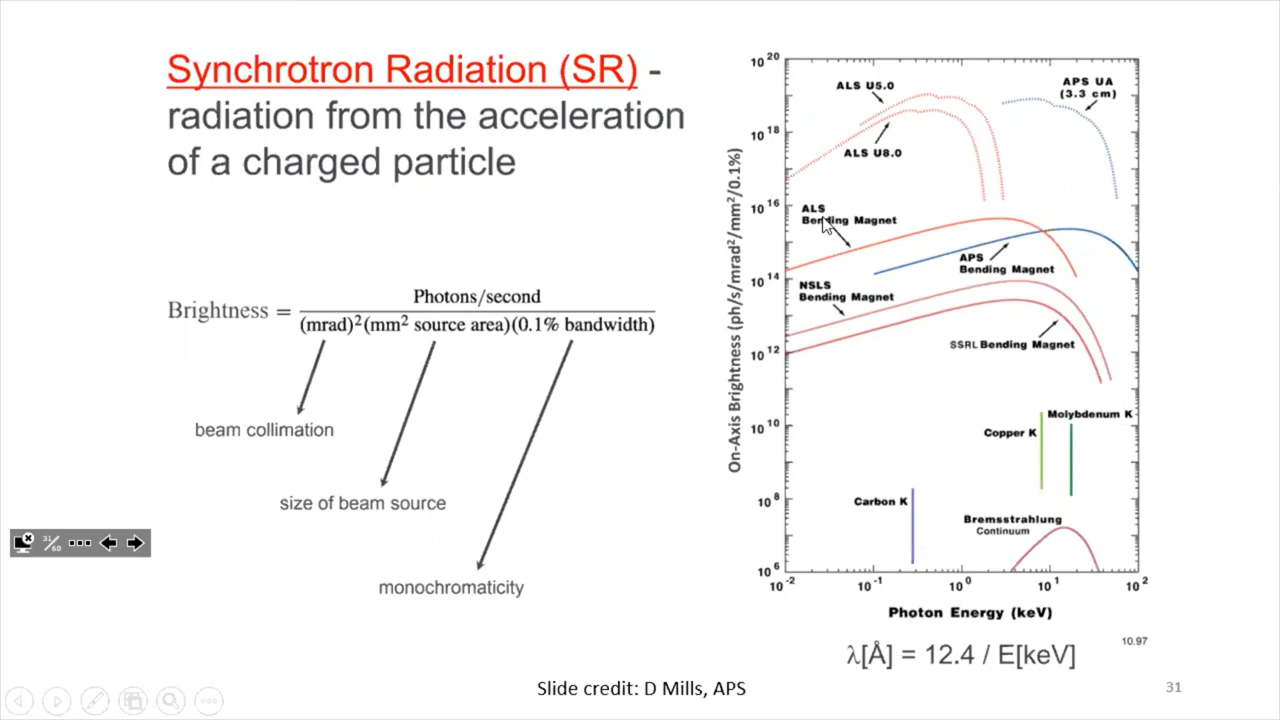 Synchrotron Radiation (SR) -
radiation from the acceleration
of a charged particle
Brightness = Photons/second
(mrad)²(mm² source area)(0.1% bandwidth)
beam collimation
size of beam source
monochromaticity
31/60
On-Axis Brightness (ph/s/mrad²/mm²/0.1%)
10²⁰
10¹⁸
10¹⁶
10¹⁴
10¹²
10¹⁰
10⁸
10⁶
ALS U5.0
APS UA
(3.3 cm)
ALS U8.0
ALS
Bending Magnet
APS
Bending Magnet
NSLS
Bending Magnet
SSRL Bending Magnet
Molybdenum K
Copper K
Carbon K
Bremsstrahlung
Continuum
10⁻² 10⁻¹ 10⁰ 10¹ 10²
Photon Energy (keV)
10.97
λ[Å] = 12.4 / E[keV]
Slide credit: D Mills, APS
31